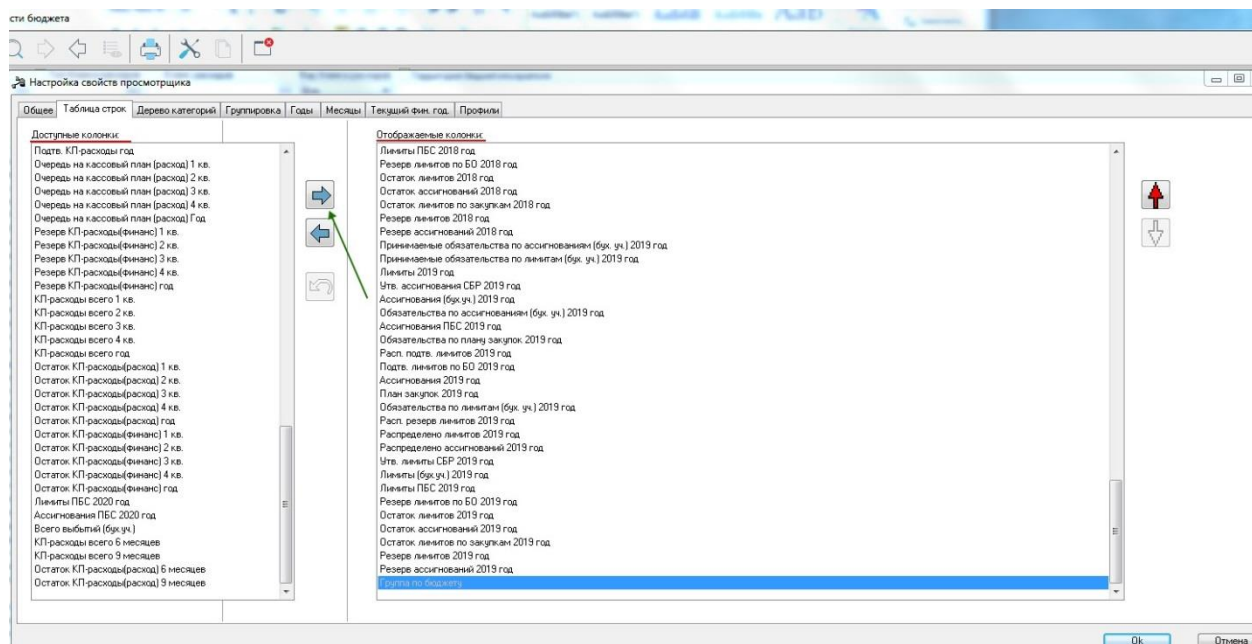 сти бюджета
Настройка свойств просмотрщика
Общее Таблица строк Дерево категорий Группировка Годы Месяцы Текущий фин. год Профили
Доступные колонки:
Подтв. КП-расходы год
Очередь на кассовый план (расход) 1 кв.
Очередь на кассовый план (расход) 2 кв.
Очередь на кассовый план (расход) 3 кв.
Очередь на кассовый план (расход) 4 кв.
Очередь на кассовый план (расход) Год
Резерв КП-расходы(финанс) 1 кв.
Резерв КП-расходы(финанс) 2 кв.
Резерв КП-расходы(финанс) 3 кв.
Резерв КП-расходы(финанс) 4 кв.
Резерв КП-расходы(финанс) год
КП-расходы всего 1 кв.
КП-расходы всего 2 кв.
КП-расходы всего 3 кв.
КП-расходы всего 4 кв.
КП-расходы всего год
Остаток КП-расходы(расход) 1 кв.
Остаток КП-расходы(расход) 2 кв.
Остаток КП-расходы(расход) 3 кв.
Остаток КП-расходы(расход) 4 кв.
Остаток КП-расходы(расход) год
Остаток КП-расходы(финанс) 1 кв.
Остаток КП-расходы(финанс) 2 кв.
Остаток КП-расходы(финанс) 3 кв.
Остаток КП-расходы(финанс) 4 кв.
Остаток КП-расходы(финанс) год
Лимиты ПБС 2020 год
Ассигнования ПБС 2020 год
Всего выбытий (бух.уч.)
КП-расходы всего 6 месяцев
КП-расходы всего 9 месяцев
Остаток КП-расходы(расход) 6 месяцев
Остаток КП-расходы(расход) 9 месяцев
Отображаемые колонки:
Лимиты ПБС 2018 год
Резерв лимитов по БО 2018 год
Остаток лимитов 2018 год
Остаток ассигнований 2018 год
Остаток лимитов по закупкам 2018 год
Резерв лимитов 2018 год
Резерв ассигнований 2018 год
Принимаемые обязательства по ассигнованиям (бух. уч.) 2019 год
Принимаемые обязательства по лимитам (бух. уч.) 2019 год
Лимиты 2019 год
Утв. ассигнования СБР 2019 год
Ассигнования (бух.уч.) 2019 год
Обязательства по ассигнованиям (бух. уч.) 2019 год
Ассигнования ПБС 2019 год
Обязательства по плану закупок 2019 год
Расп. подтв. лимитов 2019 год
Подтв. лимитов по БО 2019 год
Ассигнования 2019 год
План закупок 2019 год
Обязательства по лимитам (бух. уч.) 2019 год
Расп. резерв лимитов 2019 год
Распределено лимитов 2019 год
Распределено ассигнований 2019 год
Утв. лимиты СБР 2019 год
Лимиты (бух.уч.) 2019 год
Лимиты ПБС 2019 год
Резерв лимитов по БО 2019 год
Остаток лимитов 2019 год
Остаток ассигнований 2019 год
Остаток лимитов по закупкам 2019 год
Резерв лимитов 2019 год
Резерв ассигнований 2019 год
Группа по бюджету
Ok Отмена